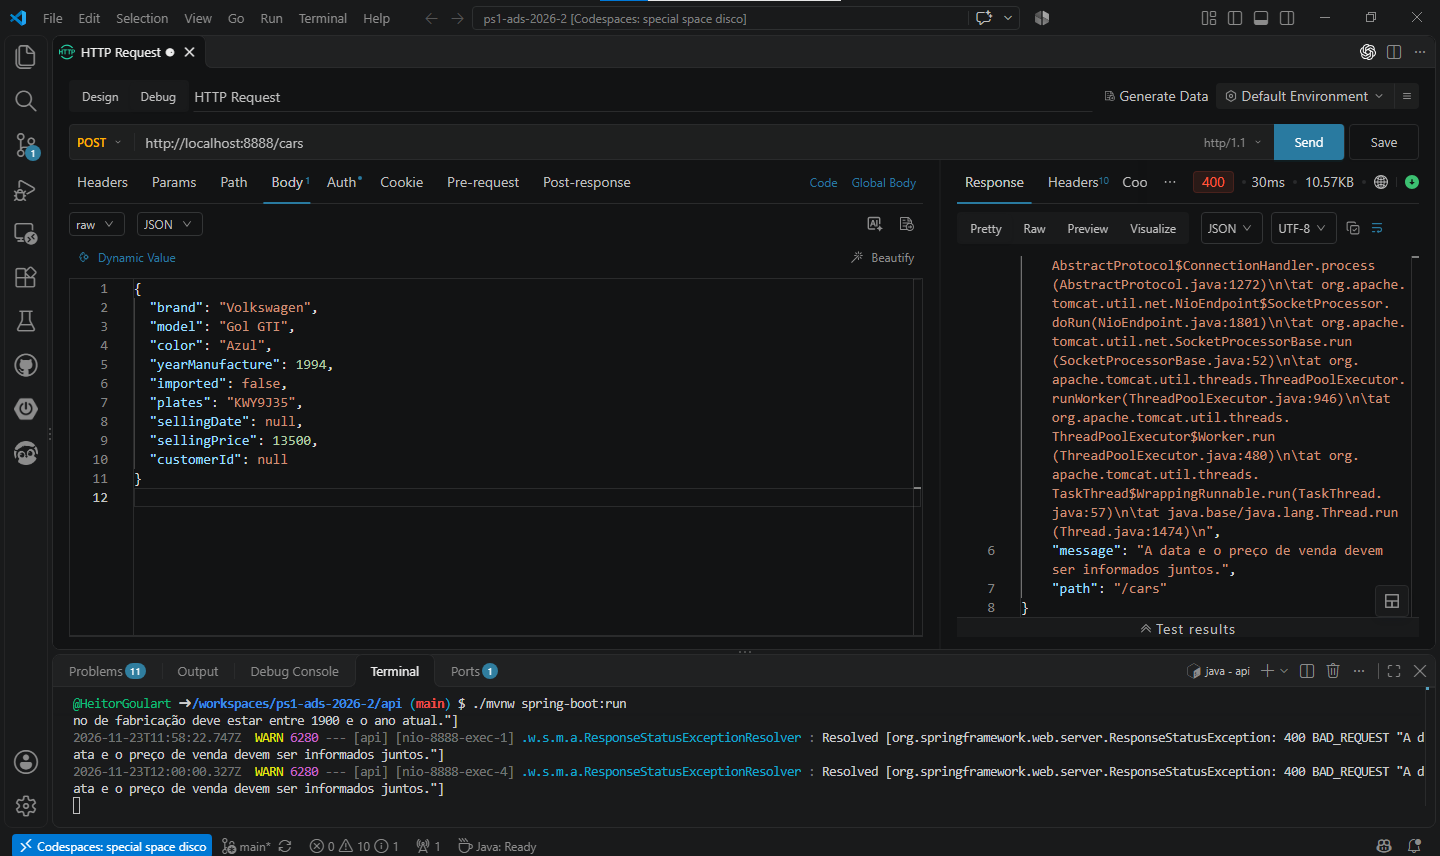 File Edit Selection View Go Run Terminal Help
ps1-ads-2026-2 [Codespaces: special space disco]
HTTP HTTP Request
Design Debug HTTP Request
Generate Data Default Environment
POST http://localhost:8888/cars http/1.1 Send Save
Headers Params Path Body 1 Auth Cookie Pre-request Post-response Code Global Body
raw JSON
Dynamic Value Beautify
1 {
2 "brand": "Volkswagen",
3 "model": "Gol GTI",
4 "color": "Azul",
5 "yearManufacture": 1994,
6 "imported": false,
7 "plates": "KWY9J35",
8 "sellingDate": null,
9 "sellingPrice": 13500,
10 "customerId": null
11 }
12
Response Headers 10 Coo ··· 400 30ms 10.57KB
Pretty Raw Preview Visualize JSON UTF-8
AbstractProtocol$ConnectionHandler.process
(AbstractProtocol.java:1272)\n\tat org.apache.
tomcat.util.net.NioEndpoint$SocketProcessor.
doRun(NioEndpoint.java:1801)\n\tat org.apache.
tomcat.util.net.SocketProcessorBase.run
(SocketProcessorBase.java:52)\n\tat org.
apache.tomcat.util.threads.ThreadPoolExecutor.
runWorker(ThreadPoolExecutor.java:946)\n\tat
org.apache.tomcat.util.threads.
ThreadPoolExecutor$Worker.run
(ThreadPoolExecutor.java:480)\n\tat org.
apache.tomcat.util.threads.
TaskThread$WrappingRunnable.run(TaskThread.
java:57)\n\tat java.base/java.lang.Thread.run
(Thread.java:1474)\n",
6 "message": "A data e o preço de venda devem
ser informados juntos.",
7 "path": "/cars"
8 }
Test results
1
Problems 11 Output Debug Console Terminal Ports 1 java - api
@HeitorGoulart ➜/workspaces/ps1-ads-2026-2/api (main) $ ./mvnw spring-boot:run
no de fabricação deve estar entre 1900 e o ano atual."]
2026-11-23T11:58:22.747Z WARN 6280 --- [api] [nio-8888-exec-1] .w.s.m.a.ResponseStatusExceptionResolver : Resolved [org.springframework.web.server.ResponseStatusException: 400 BAD_REQUEST "A d
ata e o preço de venda devem ser informados juntos."]
2026-11-23T12:00:00.327Z WARN 6280 --- [api] [nio-8888-exec-4] .w.s.m.a.ResponseStatusExceptionResolver : Resolved [org.springframework.web.server.ResponseStatusException: 400 BAD_REQUEST "A d
ata e o preço de venda devem ser informados juntos."]
Codespaces: special space disco main* 0 10 1 1 Java: Ready